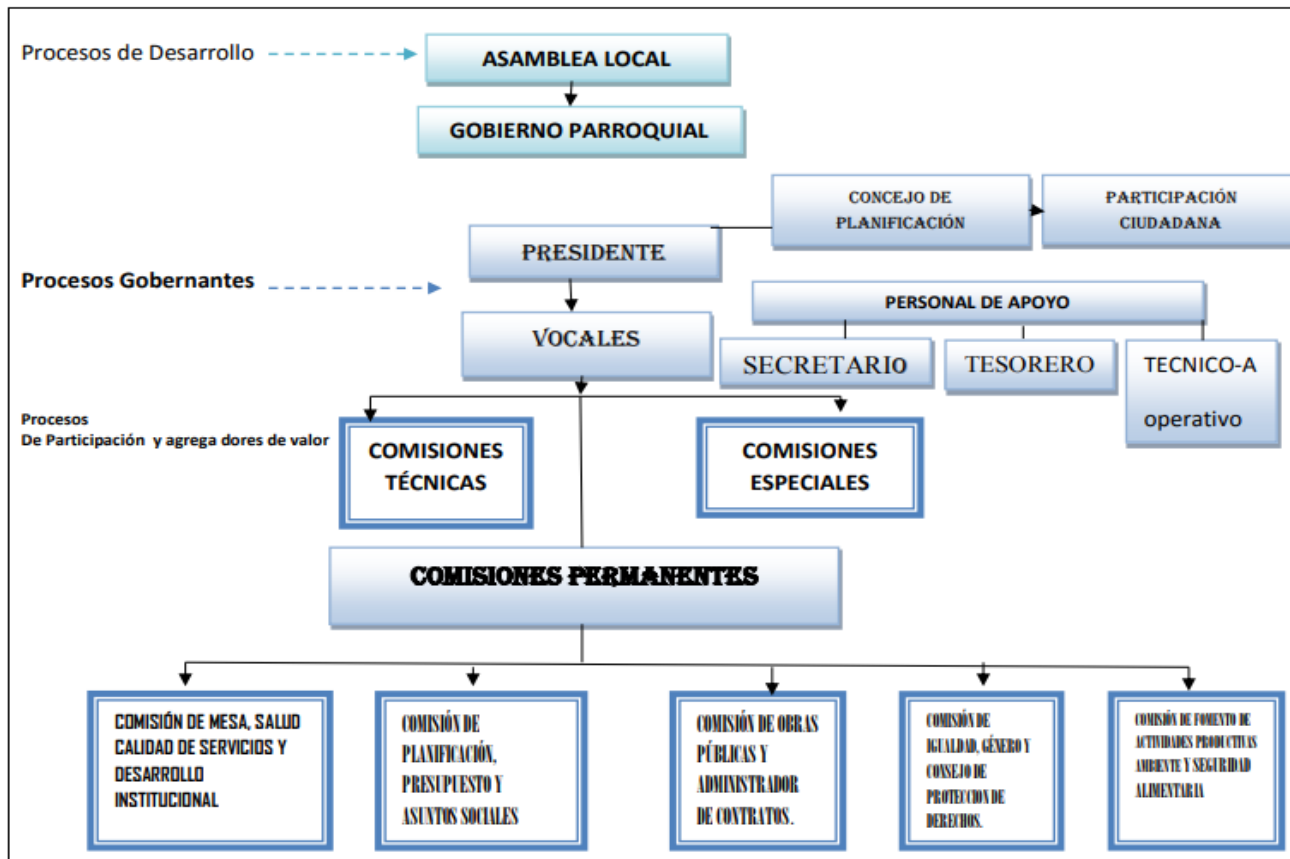 Procesos de Desarrollo
ASAMBLEA LOCAL
GOBIERNO PARROQUIAL
CONCEJO DE
PLANIFICACIÓN
PARTICIPACIÓN
CIUDADANA
PRESIDENTE
Procesos Gobernantes
PERSONAL DE APOYO
VOCALES
SECRETARIO
TESORERO
TECNICO-A
operativo
Procesos
De Participación y agrega dores de valor
COMISIONES
TÉCNICAS
COMISIONES
ESPECIALES
COMISIONES PERMANENTES
COMISIÓN DE MESA, SALUD
CALIDAD DE SERVICIOS Y
DESARROLLO
INSTITUCIONAL
COMISIÓN DE
PLANIFICACIÓN,
PRESUPUESTO Y
ASUNTOS SOCIALES
COMISIÓN DE OBRAS
PÚBLICAS Y
ADMINISTRADOR
DE CONTRATOS.
COMISIÓN DE
IGUALDAD, GÉNERO Y
CONSEJO DE
PROTECCION DE
DERECHOS.
COMISIÓN DE FOMENTO DE
ACTIVIDADES PRODUCTIVAS
AMBIENTE Y SEGURIDAD
ALIMENTARIA